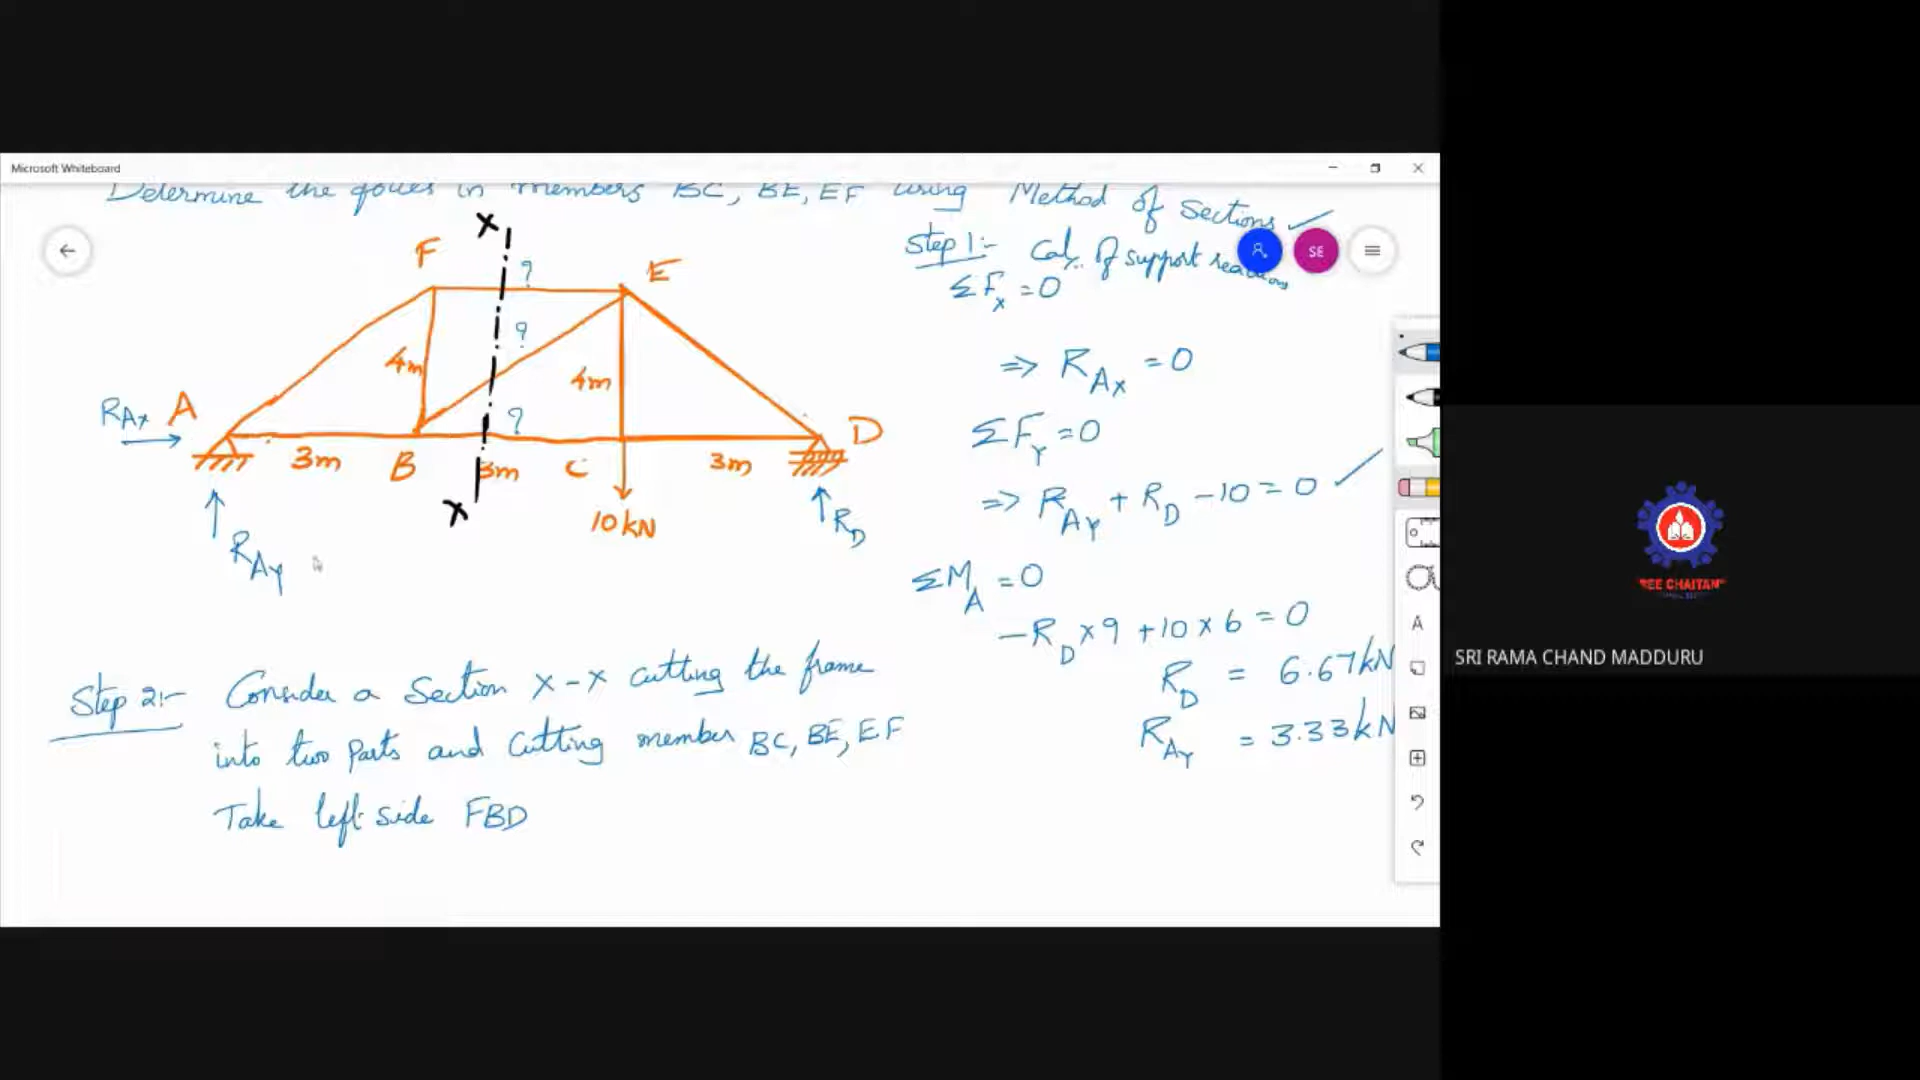 Microsoft Whiteboard
Determine the forces in members BC, BE, EF using Method of Sections
Step 1:- Cal. of support reactions
SE
ΣFx = 0
⇒ RAx = 0
ΣFY = 0
⇒ RAY + RD - 10 = 0
ΣMA = 0
-RD × 9 + 10 × 6 = 0
RD = 6.67kN
RAY = 3.33kN
X
F
?
E
4m
?
4m
RAx A
?
D
3m B 3m C 3m
X
10kN
RD
RAY
Step 2:- Consider a Section X-X cutting the frame
into two parts and cutting member BC, BE, EF
Take left side FBD
A
REE CHAITAN
SRI RAMA CHAND MADDURU